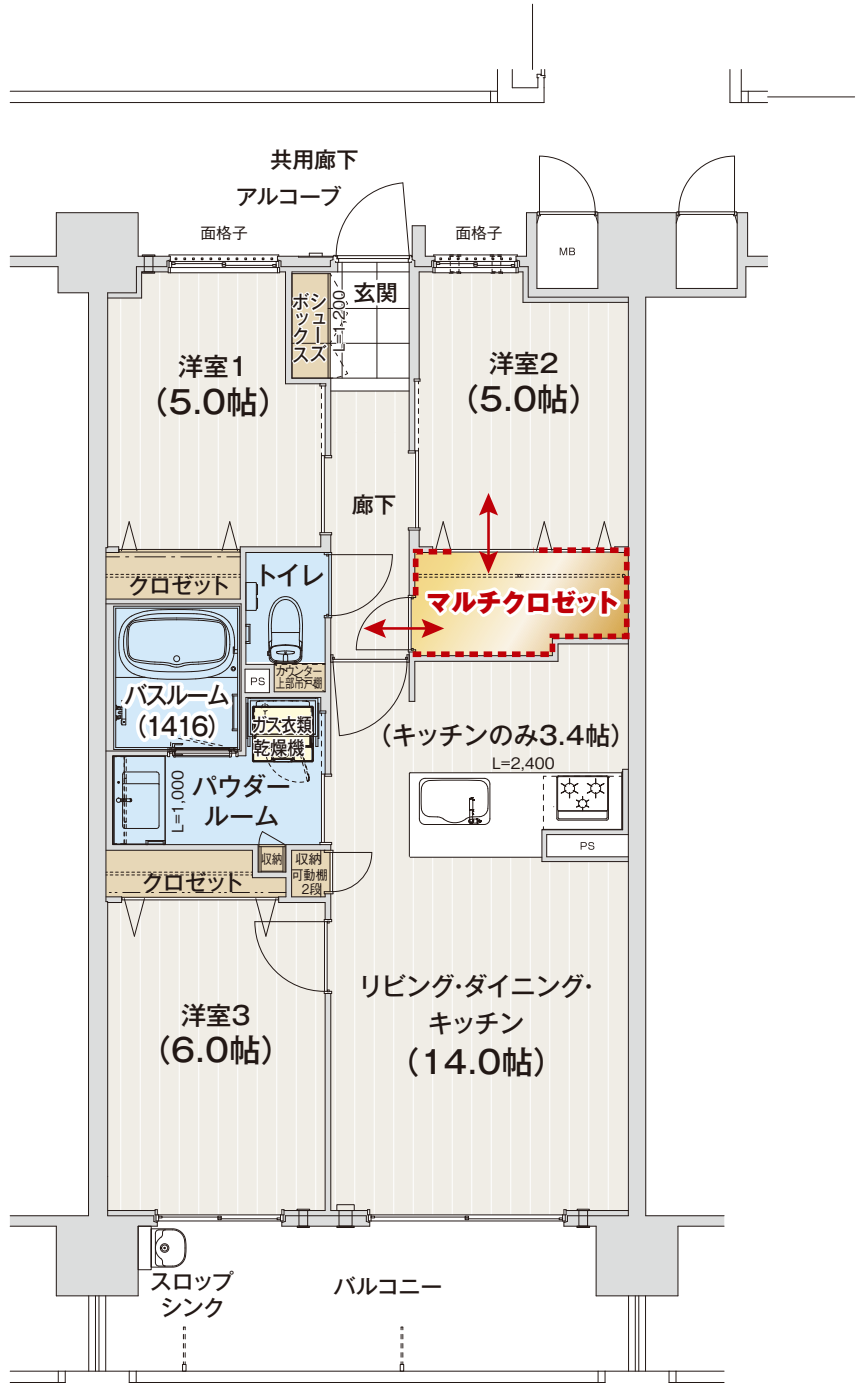 共用廊下
アルコーブ
面格子
面格子
MB
シューズ
ボックス
L=1,200
玄関
洋室1
(5.0帖)
洋室2
(5.0帖)
廊下
クロゼット
トイレ
マルチクロゼット
カウンター
上部吊戸棚
PS
バスルーム
(1416)
ガス衣類
乾燥機
(キッチンのみ3.4帖)
L=2,400
パウダー
ルーム
L=1,000
PS
収納
収納
可動棚
2段
クロゼット
リビング・ダイニング・
キッチン
(14.0帖)
洋室3
(6.0帖)
スロップ
シンク
バルコニー